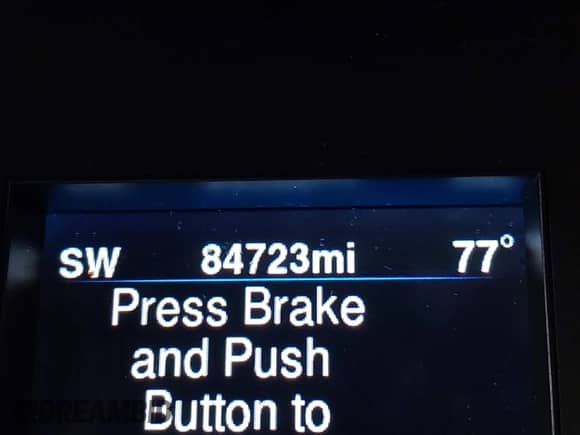 SW 84723mi 77°
Press Brake
and Push
Button to